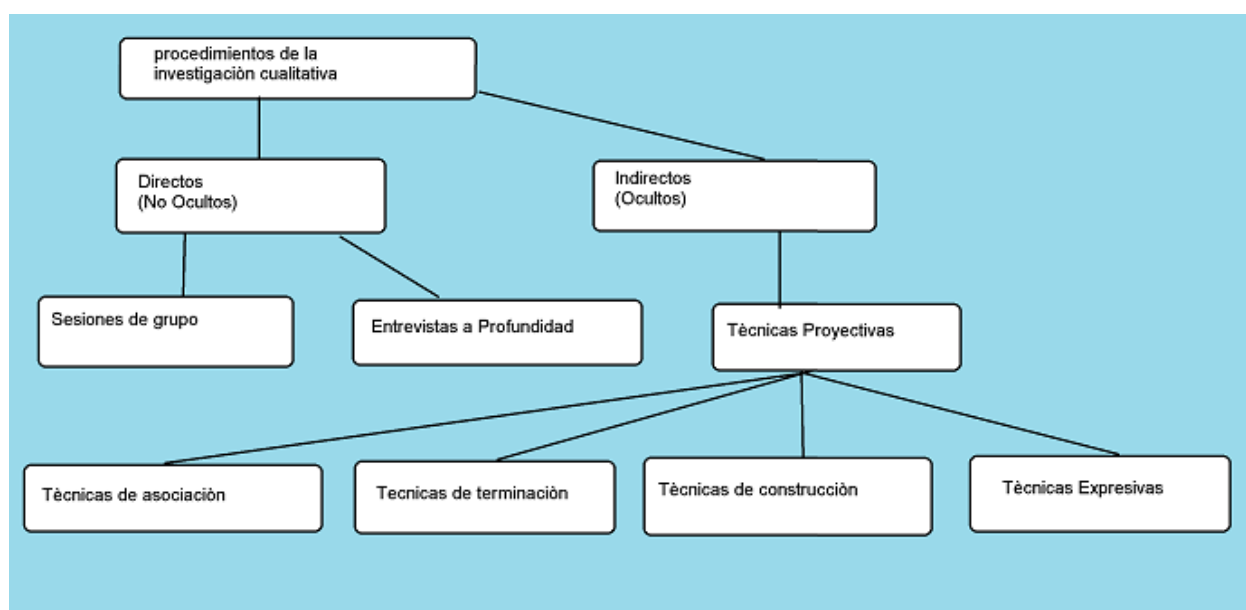 procedimientos de la
investigaciòn cualitativa
Directos
(No Ocultos)
Indirectos
(Ocultos)
Sesiones de grupo
Entrevistas a Profundidad
Tècnicas Proyectivas
Tècnicas de asociaciòn
Tecnicas de terminaciòn
Tècnicas de construcciòn
Tècnicas Expresivas